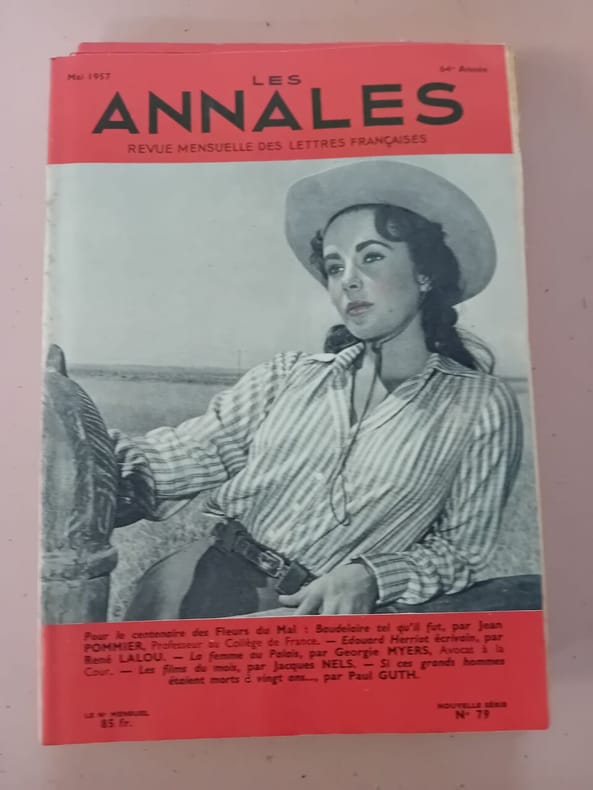 Mai 1957
64e Année
LES
ANNALES
REVUE MENSUELLE DES LETTRES FRANÇAISES
Pour le centenaire des Fleurs du Mal : Baudelaire tel qu'il fut, par Jean
POMMIER, Professeur au Collège de France. — Edouard Herriot écrivain, par
René LALOU. — La femme au Palais, par Georgie MYERS, Avocat à la
Cour. — Les films du mois, par Jacques NELS. — Si ces grands hommes
étaient morts à vingt ans..., par Paul GUTH.
LE No MENSUEL
85 fr.
NOUVELLE SÉRIE
No 79